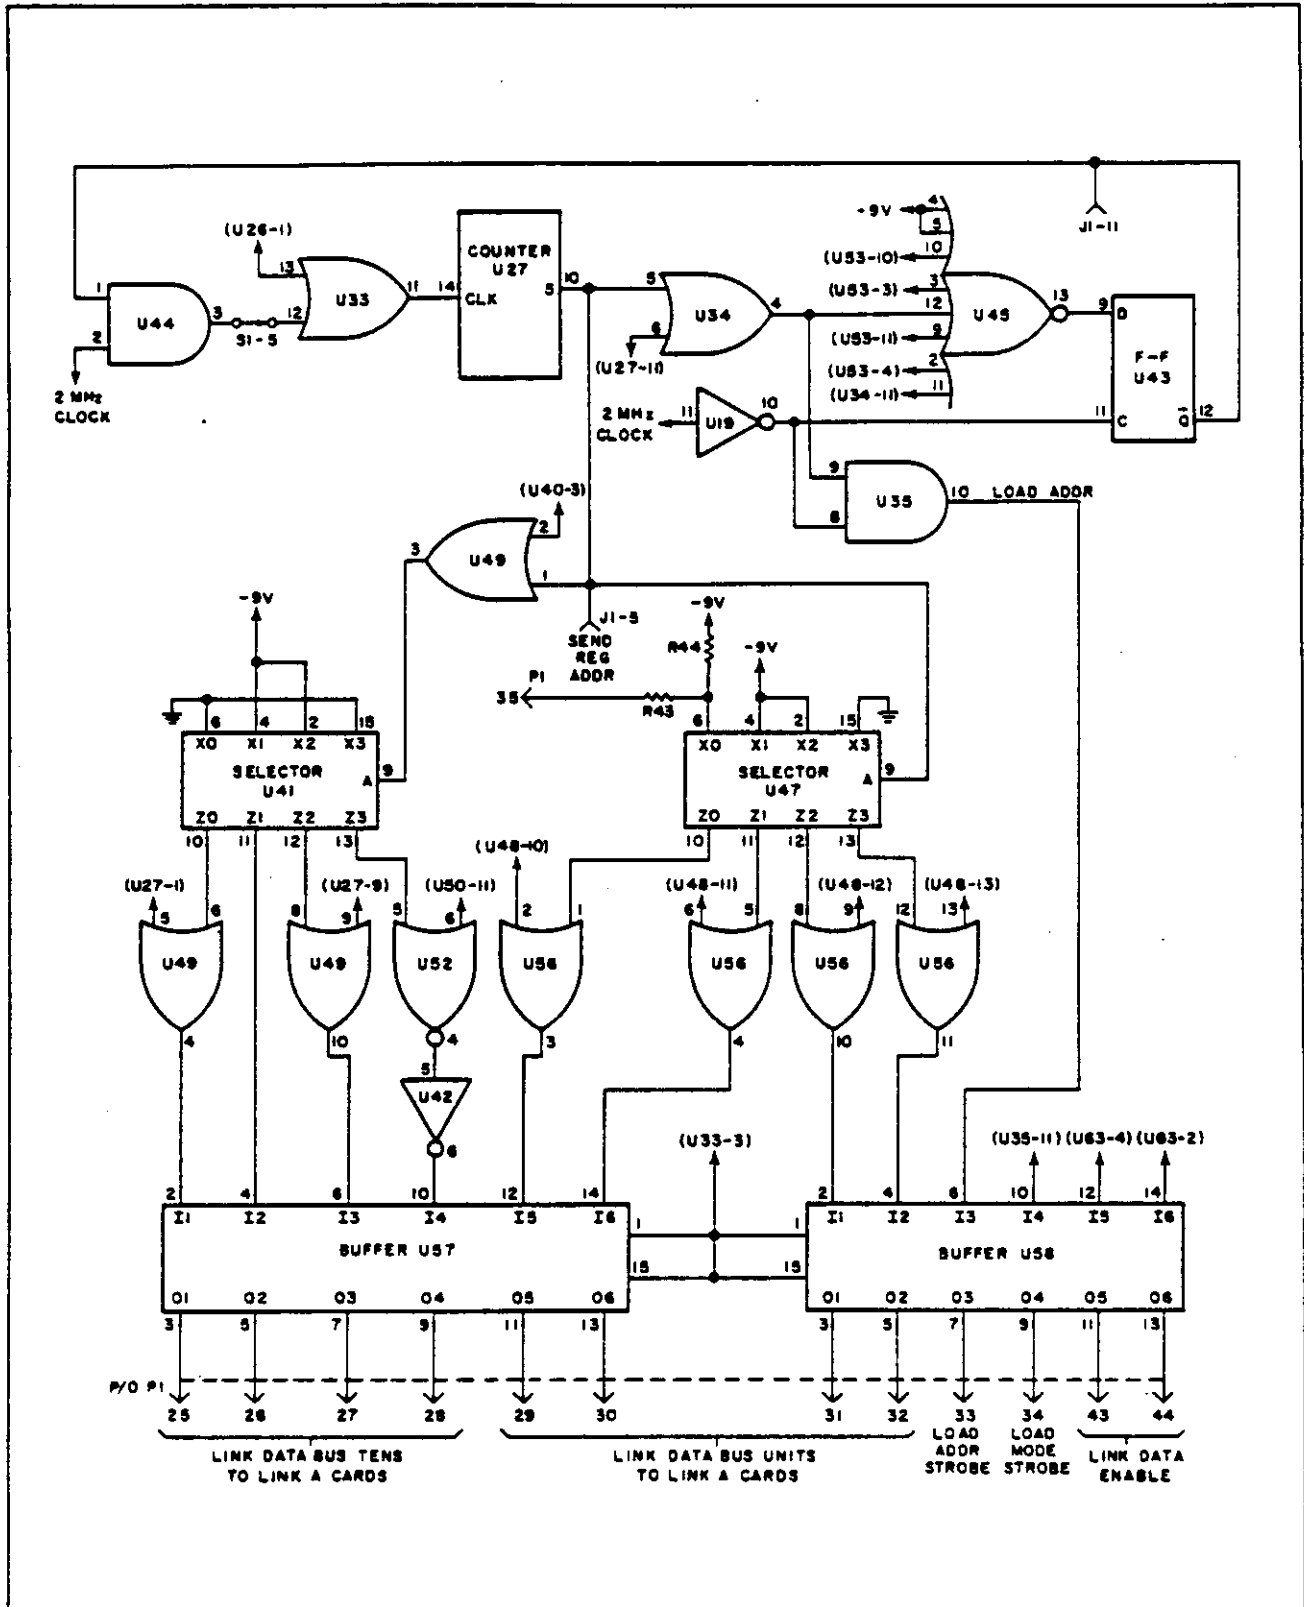 J1-11
-9V
4
5
(U53-10)
10
(U53-3)
3
12
(U53-11)
9
(U53-4)
2
(U34-11)
11
U45
13
(U26-1)
13
12
U33
11
14
CLK
COUNTER
U27
10
5
5
6
U34
4
(U27-11)
1
2
U44
3
S1-5
2 MHz
CLOCK
9
D
F-F
U43
11
C
Q
12
2 MHz
CLOCK
11
U19
10
9
8
U35
10 LOAD ADDR
(U40-3)
2
3
U49
1
J1-5
SEND
REG
ADDR
-9V
-9V
R44
-9V
P1
35
R43
6 4 2 15
X0 X1 X2 X3
SELECTOR
U41
A
9
Z0 Z1 Z2 Z3
10 11 12 13
6 4 2 15
X0 X1 X2 X3
SELECTOR
U47
A
9
Z0 Z1 Z2 Z3
10 11 12 13
(U27-1)
(U27-9)
(U50-11)
(U48-10)
(U48-11)
(U48-12)
(U48-13)
5 6
8 9
5 6
2 1
6 5
8 9
12 13
U49
U49
U52
U56
U56
U56
U56
4
10
4
3
4
10
11
5
U42
6
(U33-3)
(U35-11) (U63-4) (U63-2)
2 4 6 10 12 14
I1 I2 I3 I4 I5 I6
BUFFER U57
1
15
O1 O2 O3 O4 O5 O6
3 5 7 9 11 13
2 4 6 10 12 14
I1 I2 I3 I4 I5 I6
1
15
BUFFER U58
O1 O2 O3 O4 O5 O6
3 5 7 9 11 13
P/O P1
25 26 27 28 29 30 31 32 33 34 43 44
LINK DATA BUS TENS
TO LINK A CARDS
LINK DATA BUS UNITS
TO LINK A CARDS
LOAD
ADDR
STROBE
LOAD
MODE
STROBE
LINK DATA
ENABLE